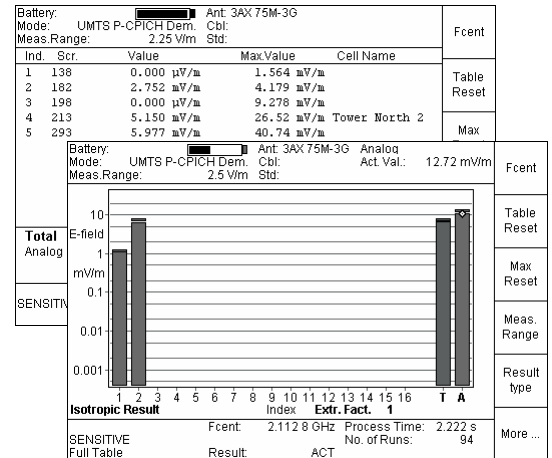 Battery: Ant: 3AX 75M-3G
Mode: UMTS P-CPICH Dem. Cbl:
Meas.Range: 2.25 V/m Std:
Fcent
Ind. Scr. Value Max.Value Cell Name
1 138 0.000 µV/m 1.564 mV/m
2 182 2.752 mV/m 4.179 mV/m
3 198 0.000 µV/m 9.278 mV/m
4 213 5.150 mV/m 26.52 mV/m Tower North 2
5 293 5.977 mV/m 40.74 mV/m
Table
Reset
Max
Total
Analog
SENSITIV
Battery: Ant: 3AX 75M-3G Analog
Mode: UMTS P-CPICH Dem. Cbl: Act. Val.: 12.72 mV/m
Meas.Range: 2.5 V/m Std:
Fcent
Table
Reset
Max
Reset
Meas.
Range
Result
type
More ...
10
E-field
1
mV/m
0.1
0.01
0.001
1 2 3 4 5 6 7 8 9 10 11 12 13 14 15 16 T A
Isotropic Result Index Extr. Fact. 1
Fcent: 2.112 8 GHz Process Time: 2.222 s
SENSITIVE No. of Runs: 94
Full Table Result: ACT